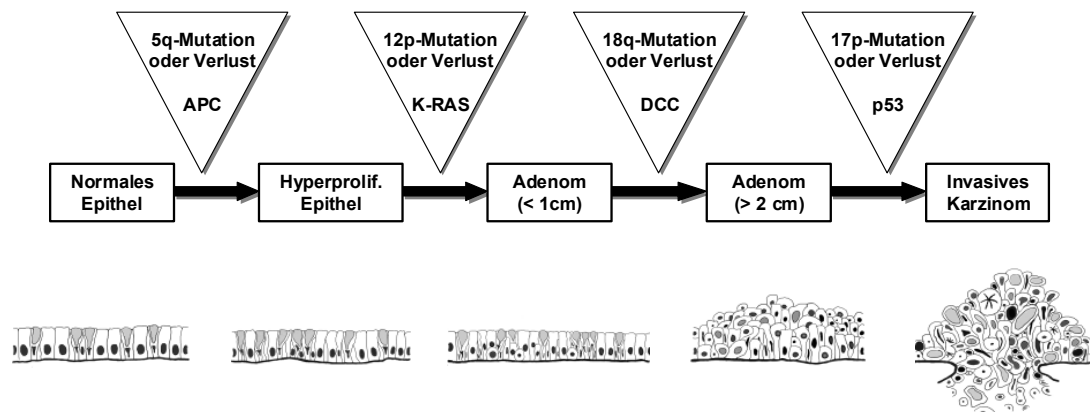 5q-Mutation
oder Verlust
APC
12p-Mutation
oder Verlust
K-RAS
18q-Mutation
oder Verlust
DCC
17p-Mutation
oder Verlust
p53
Normales
Epithel
Hyperprolif.
Epithel
Adenom
(< 1cm)
Adenom
(> 2 cm)
Invasives
Karzinom